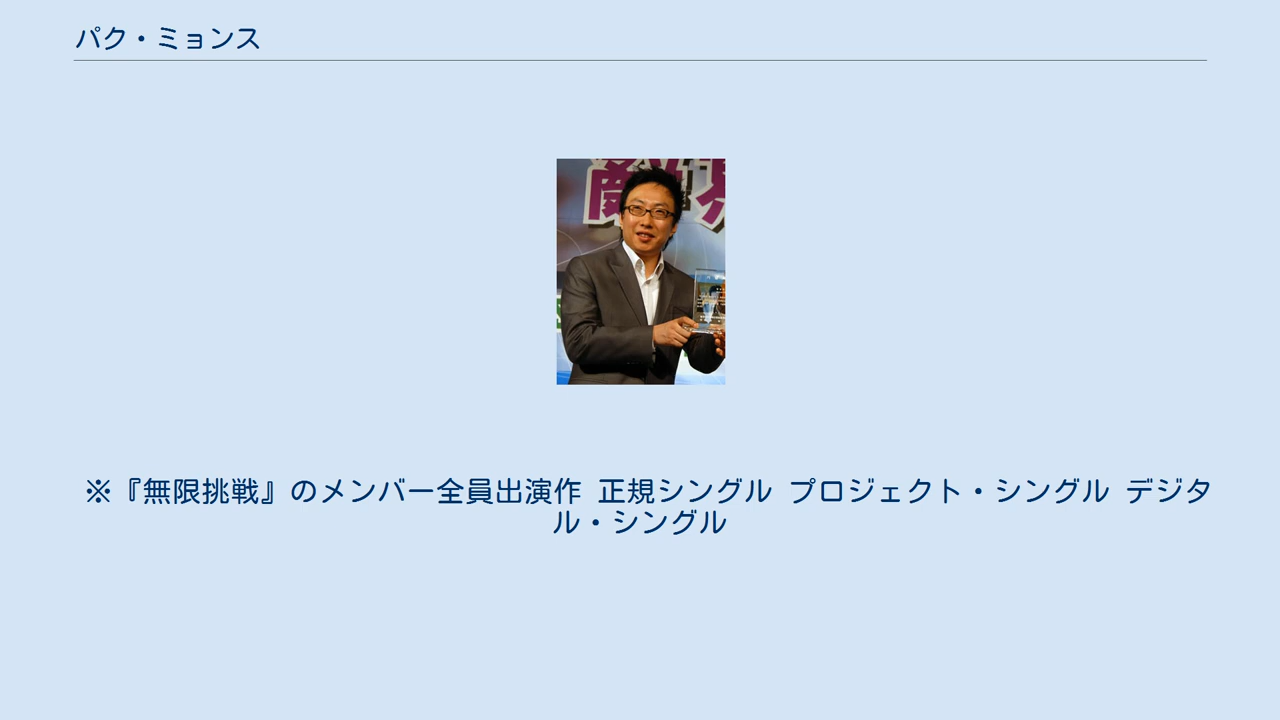 パク・ミョンス
※『無限挑戦』のメンバー全員出演作 正規シングル プロジェクト・シングル デジタ
ル・シングル